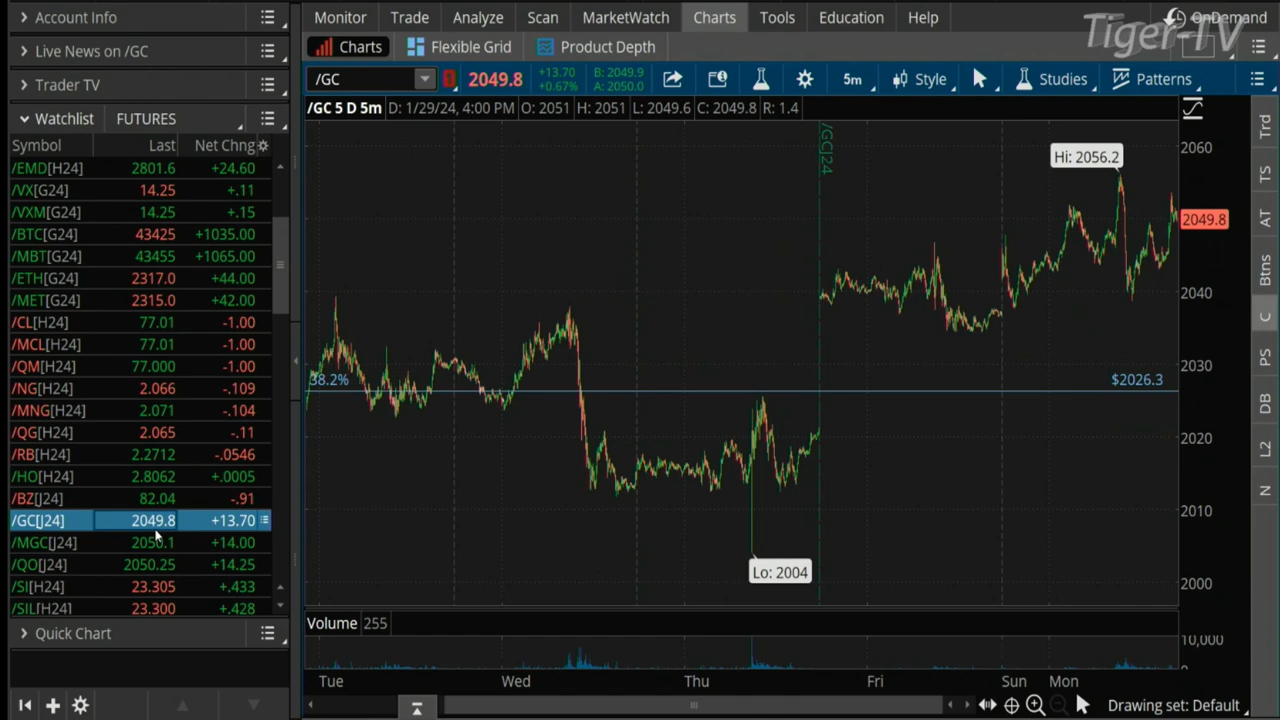 Account Info
Monitor Trade Analyze Scan MarketWatch Charts Tools Education Help OnDemand
Tiger-TV
Live News on /GC
Charts Flexible Grid Product Depth
Trader TV
/GC 2049.8 +13.70 +0.67% B: 2049.9 A: 2050.0 5m Style Studies Patterns
/GC 5 D 5m D: 1/29/24, 4:00 PM O: 2051 H: 2051 L: 2049.6 C: 2049.8 R: 1.4
Watchlist FUTURES
Symbol Last Net Chng
/EMD[H24] 2801.6 +24.60
/VX[G24] 14.25 +.11
/VXM[G24] 14.25 +.15
/BTC[G24] 43425 +1035.00
/MBT[G24] 43455 +1065.00
/ETH[G24] 2317.0 +44.00
/MET[G24] 2315.0 +42.00
/CL[H24] 77.01 -1.00
/MCL[H24] 77.01 -1.00
/QM[H24] 77.000 -1.00
/NG[H24] 2.066 -.109
/MNG[H24] 2.071 -.104
/QG[H24] 2.065 -.11
/RB[H24] 2.2712 -.0546
/HO[H24] 2.8062 +.0005
/BZ[J24] 82.04 -.91
/GC[J24] 2049.8 +13.70
/MGC[J24] 2050.1 +14.00
/QO[J24] 2050.25 +14.25
/SI[H24] 23.305 +.433
/SIL[H24] 23.300 +.428
Quick Chart
/GCJ24
Hi: 2056.2
38.2%
$2026.3
Lo: 2004
2060
2049.8
2040
2030
2020
2010
2000
Volume 255
10,000
0
Tue Wed Thu Fri Sun Mon
Drawing set: Default
Trd
TS
AT
Btns
C
PS
DB
L2
N